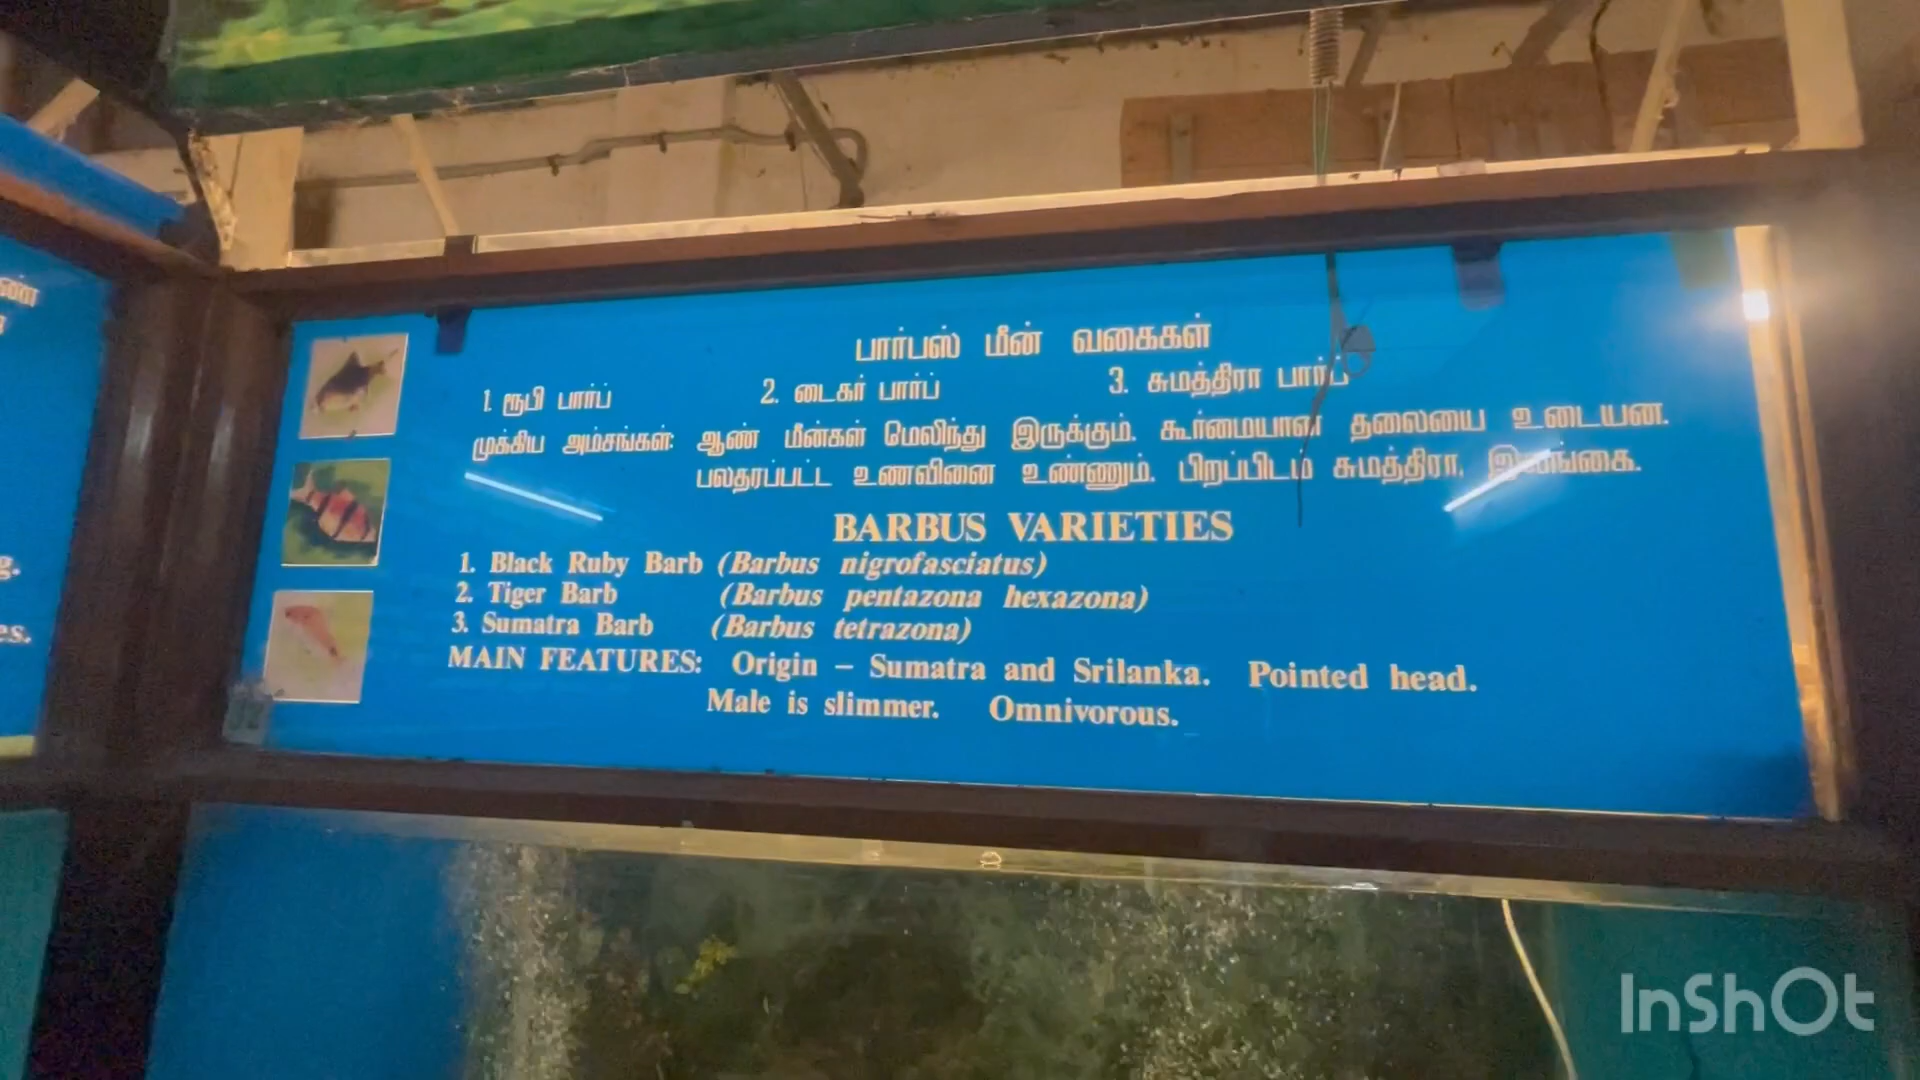 பார்பஸ் மீன் வகைகள்
1. ரூபி பார்ப் 2. டைகர் பார்ப் 3. சுமத்திரா பார்ப்
முக்கிய அம்சங்கள்: ஆண் மீன்கள் மெலிந்து இருக்கும். கூர்மையான தலையை உடையன.
பலதரப்பட்ட உணவினை உண்ணும். பிறப்பிடம் சுமத்திரா, இலங்கை.
BARBUS VARIETIES
1. Black Ruby Barb (Barbus nigrofasciatus)
2. Tiger Barb (Barbus pentazona hexazona)
3. Sumatra Barb (Barbus tetrazona)
MAIN FEATURES: Origin – Sumatra and Srilanka. Pointed head.
Male is slimmer. Omnivorous.
InShOt